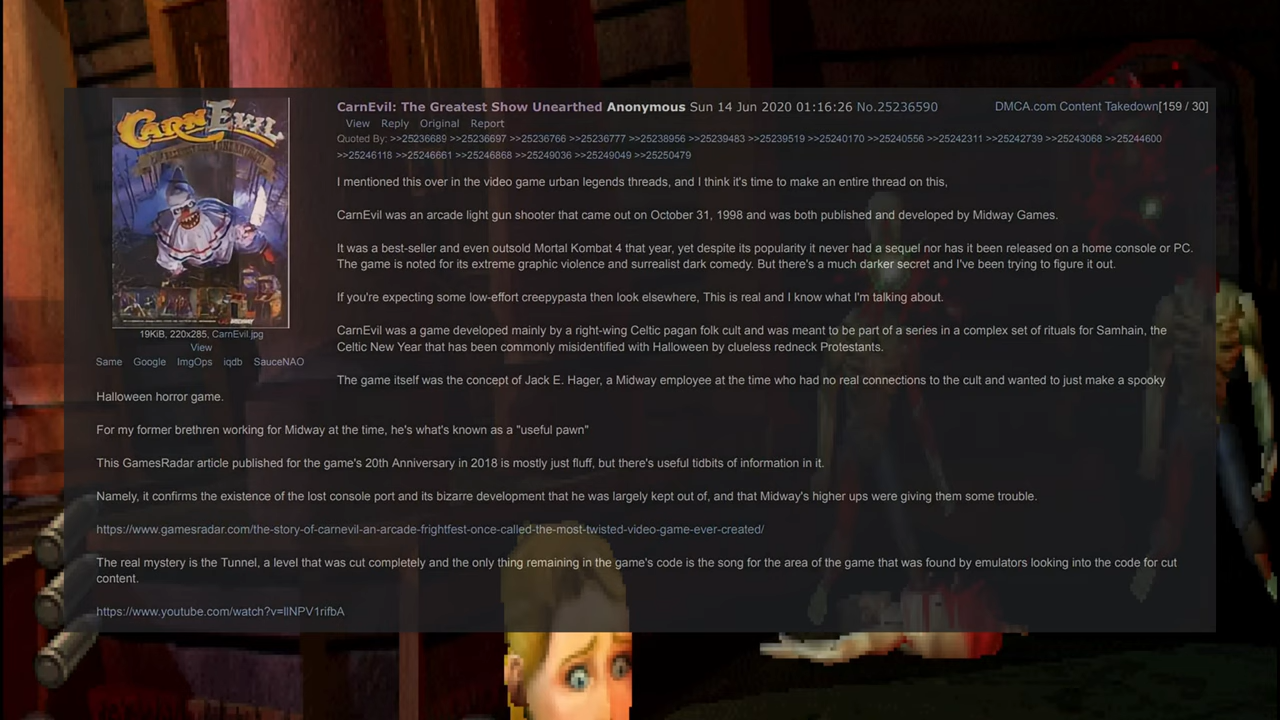 CARNEVIL
CarnEvil: The Greatest Show Unearthed Anonymous Sun 14 Jun 2020 01:16:26 No.25236590
DMCA.com Content Takedown[159 / 30]
View Reply Original Report
Quoted By: >>25236689 >>25236697 >>25236766 >>25236777 >>25238956 >>25239483 >>25239519 >>25240170 >>25240556 >>25242311 >>25242739 >>25243068 >>25244600
>>25246118 >>25246661 >>25246868 >>25249036 >>25249049 >>25250479
I mentioned this over in the video game urban legends threads, and I think it's time to make an entire thread on this,
CarnEvil was an arcade light gun shooter that came out on October 31, 1998 and was both published and developed by Midway Games.
It was a best-seller and even outsold Mortal Kombat 4 that year, yet despite its popularity it never had a sequel nor has it been released on a home console or PC.
The game is noted for its extreme graphic violence and surrealist dark comedy. But there's a much darker secret and I've been trying to figure it out.
If you're expecting some low-effort creepypasta then look elsewhere, This is real and I know what I'm talking about.
19KiB, 220x285, CarnEvil.jpg
View
Same Google ImgOps iqdb SauceNAO
CarnEvil was a game developed mainly by a right-wing Celtic pagan folk cult and was meant to be part of a series in a complex set of rituals for Samhain, the
Celtic New Year that has been commonly misidentified with Halloween by clueless redneck Protestants.
The game itself was the concept of Jack E. Hager, a Midway employee at the time who had no real connections to the cult and wanted to just make a spooky
Halloween horror game.
For my former brethren working for Midway at the time, he's what's known as a "useful pawn"
This GamesRadar article published for the game's 20th Anniversary in 2018 is mostly just fluff, but there's useful tidbits of information in it.
Namely, it confirms the existence of the lost console port and its bizarre development that he was largely kept out of, and that Midway's higher ups were giving them some trouble.
https://www.gamesradar.com/the-story-of-carnevil-an-arcade-frightfest-once-called-the-most-twisted-video-game-ever-created/
The real mystery is the Tunnel, a level that was cut completely and the only thing remaining in the game's code is the song for the area of the game that was found by emulators looking into the code for cut
content.
https://www.youtube.com/watch?v=lINPV1rifbA